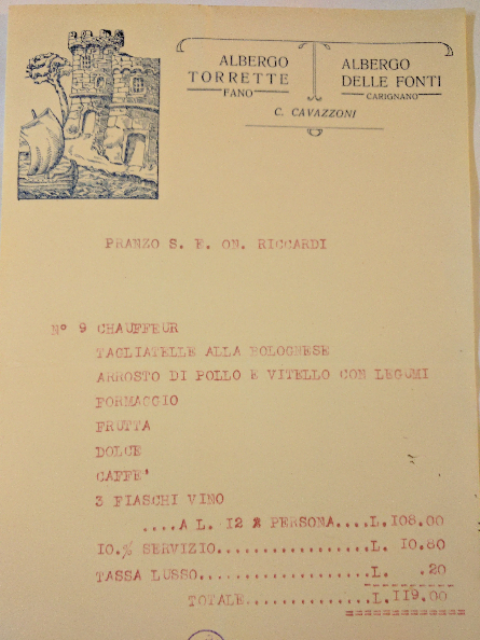 ALBERGO
TORRETTE
FANO
ALBERGO
DELLE FONTI
CARIGNANO
C. CAVAZZONI
PRANZO S. E. ON. RICCARDI
N° 9 CHAUFFEUR
TAGLIATELLE ALLA BOLOGNESE
ARROSTO DI POLLO E VITELLO CON LEGUMI
FORMAGGIO
FRUTTA
DOLCE
CAFFE'
3 FIASCHI VINO
....A L. 12 PERSONA....L.108.00
10.% SERVIZIO................L. 10.80
TASSA LUSSO..................L. .20
TOTALE..............L.119.00